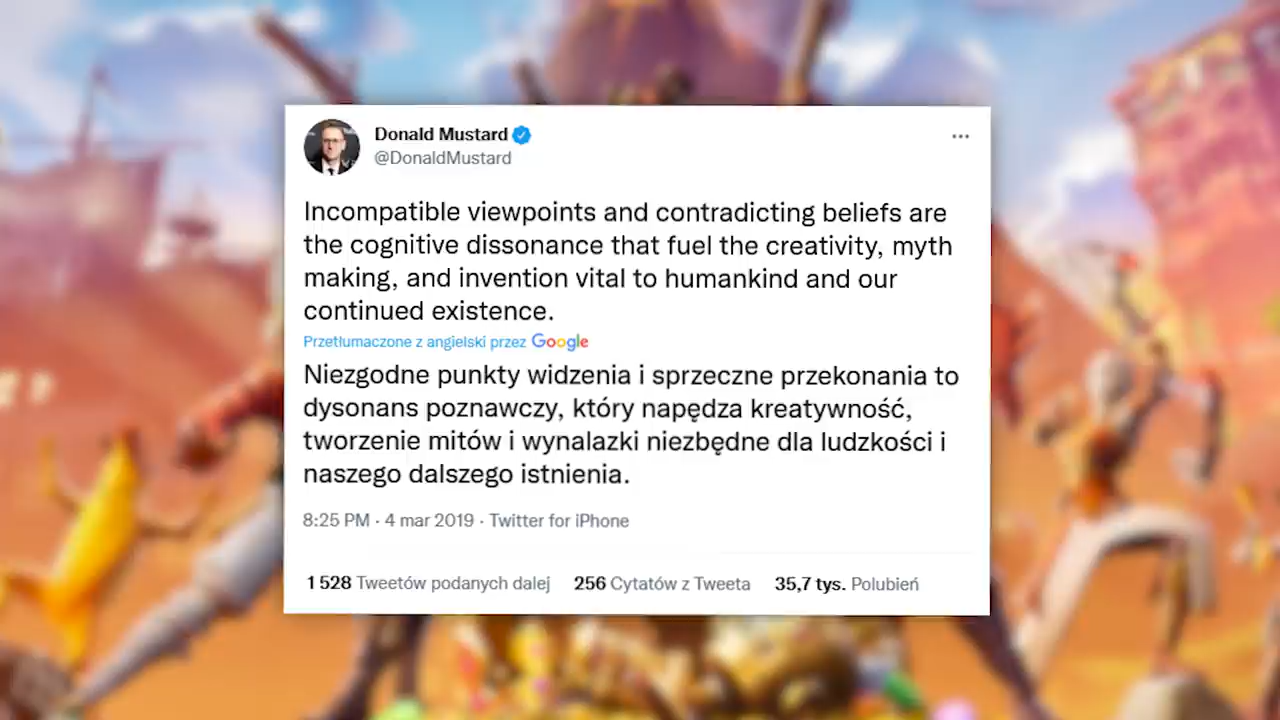 Donald Mustard
@DonaldMustard
Incompatible viewpoints and contradicting beliefs are
the cognitive dissonance that fuel the creativity, myth
making, and invention vital to humankind and our
continued existence.
Przetłumaczone z angielski przez Google
Niezgodne punkty widzenia i sprzeczne przekonania to
dysonans poznawczy, który napędza kreatywność,
tworzenie mitów i wynalazki niezbędne dla ludzkości i
naszego dalszego istnienia.
8:25 PM · 4 mar 2019 · Twitter for iPhone
1 528 Tweetów podanych dalej 256 Cytatów z Tweeta 35,7 tys. Polubień